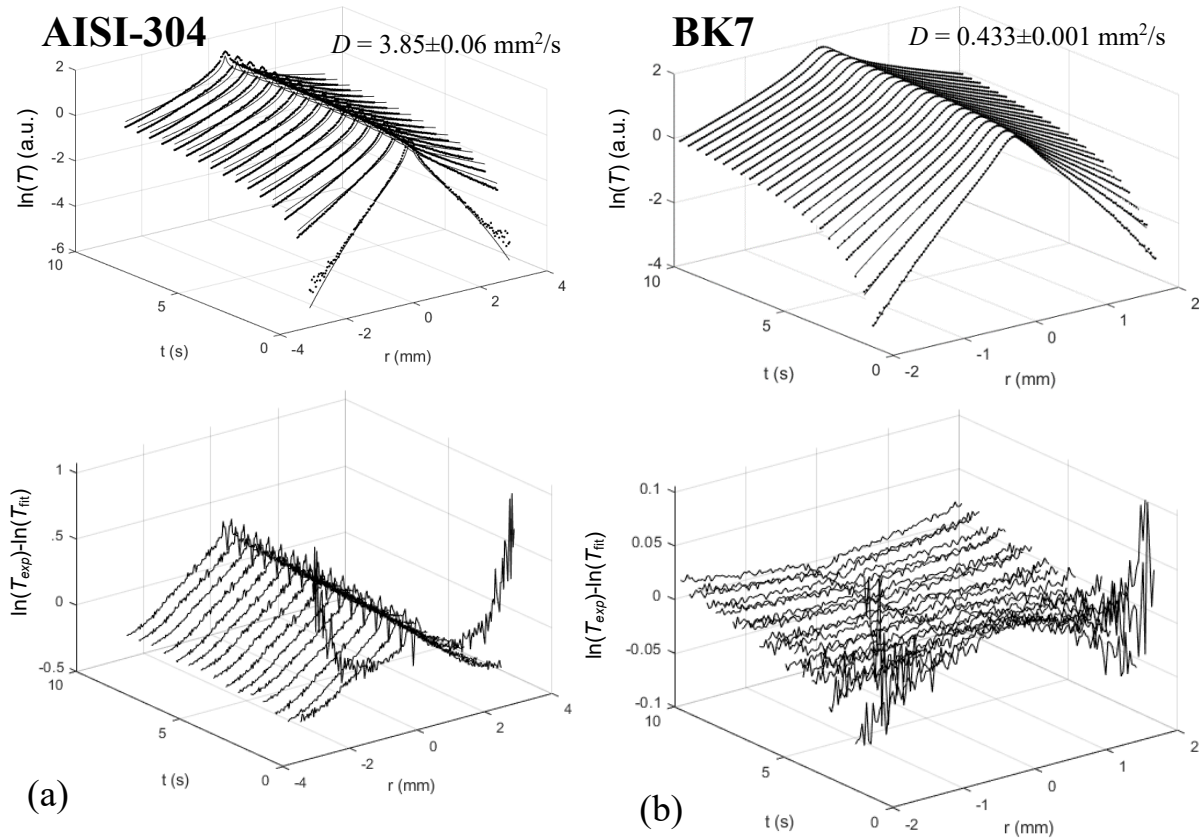 AISI-304
D = 3.85±0.06 mm²/s
ln(T) (a.u.)
2
0
-2
-4
-6
10
5
0
t (s)
-4
-2
0
2
4
r (mm)
BK7
D = 0.433±0.001 mm²/s
ln(T) (a.u.)
2
0
-2
-4
10
5
0
t (s)
-2
-1
0
1
2
r (mm)
ln(Texp)-ln(Tfit)
1
.5
0
-0.5
10
5
0
t (s)
-4
-2
0
2
4
r (mm)
(a)
ln(Texp)-ln(Tfit)
0.1
0.05
0
-0.05
-0.1
10
5
0
t (s)
-2
-1
0
1
2
r (mm)
(b)